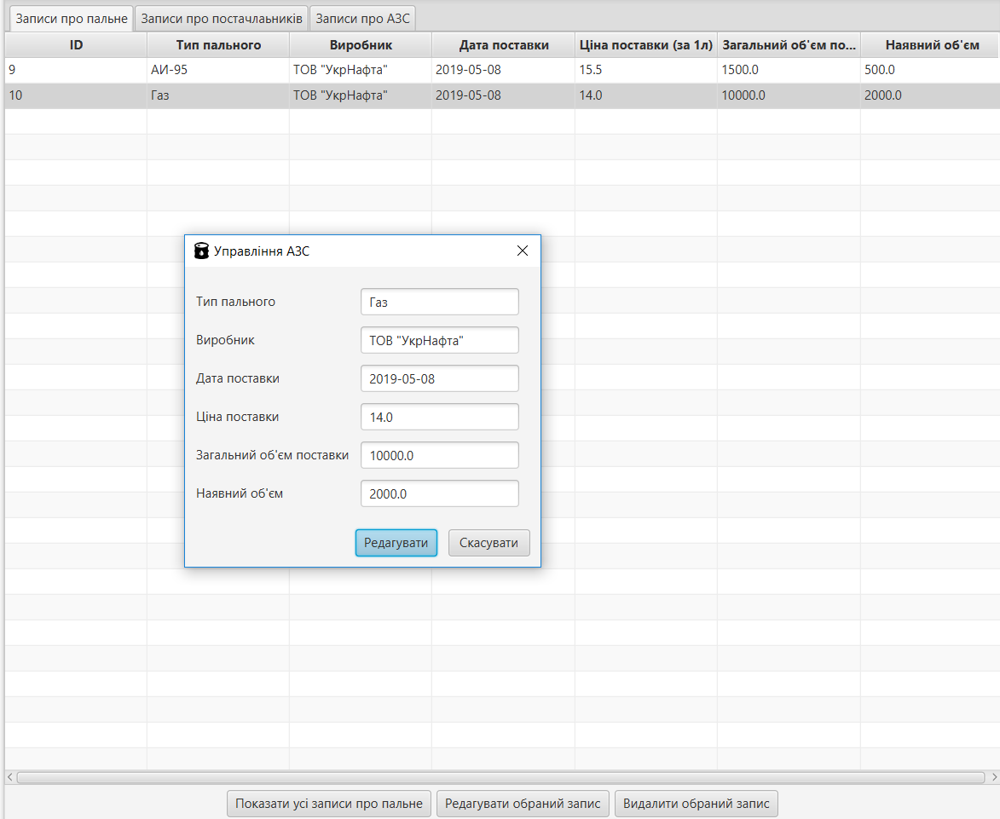 Записи про пальне Записи про постачлаьників Записи про АЗС
ID Тип пального Виробник Дата поставки Ціна поставки (за 1л) Загальний об'єм по... Наявний об'єм
9 АИ-95 ТОВ "УкрНафта" 2019-05-08 15.5 1500.0 500.0
10 Газ ТОВ "УкрНафта" 2019-05-08 14.0 10000.0 2000.0
Управління АЗС
Тип пального Газ
Виробник ТОВ "УкрНафта"
Дата поставки 2019-05-08
Ціна поставки 14.0
Загальний об'єм поставки 10000.0
Наявний об'єм 2000.0
Редагувати Скасувати
Показати усі записи про пальне Редагувати обраний запис Видалити обраний запис